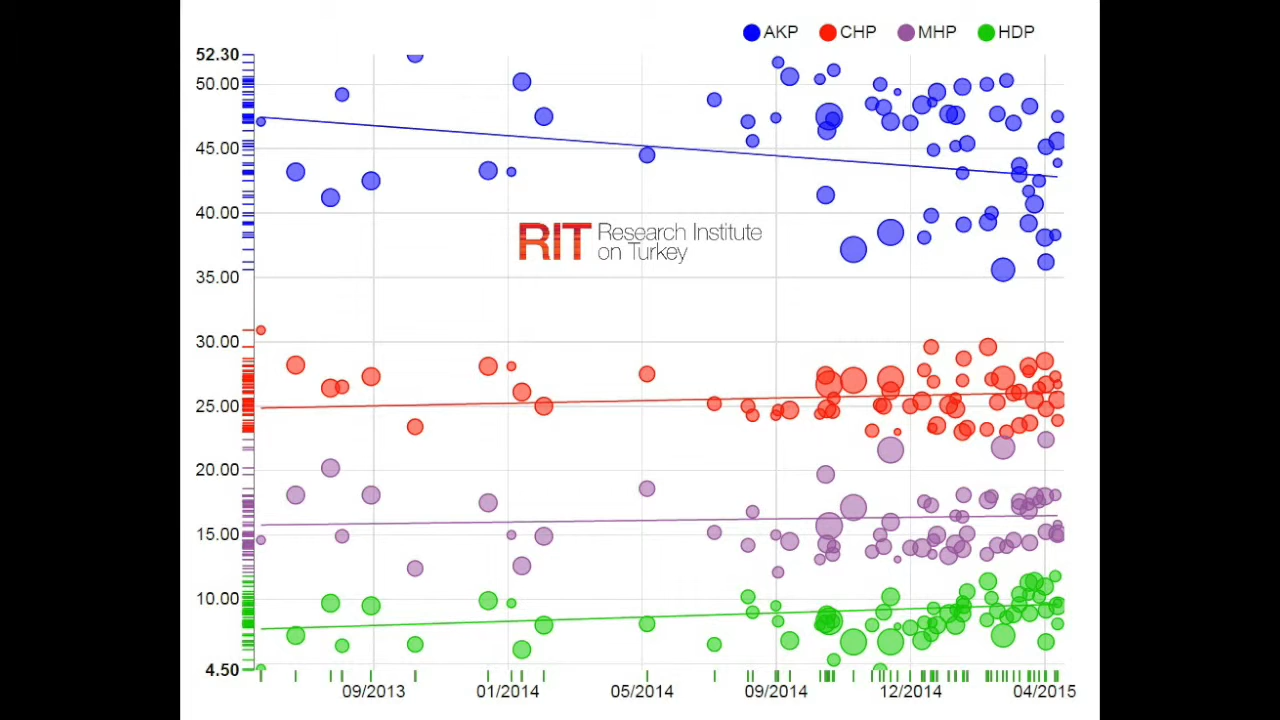 AKP CHP MHP HDP
52.30
50.00
45.00
40.00
RIT Research Institute
on Turkey
35.00
30.00
25.00
20.00
15.00
10.00
4.50
09/2013 01/2014 05/2014 09/2014 12/2014 04/2015